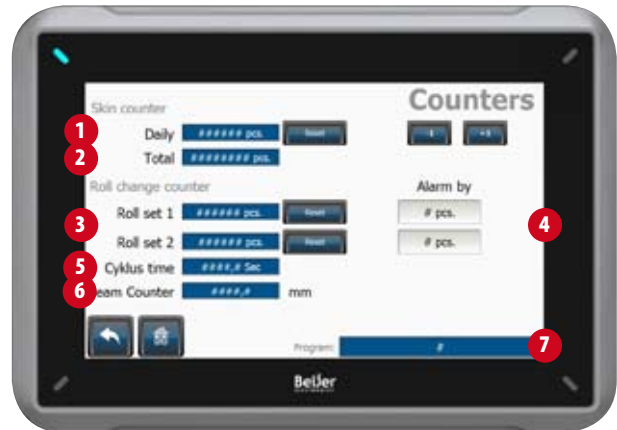 Counters
Skin counter
1 Daily ###### pcs. Reset -1 +1
2 Total ######## pcs.
Roll change counter Alarm by
Roll set 1 ###### pcs. Reset # pcs.
3 4
Roll set 2 ###### pcs. Reset # pcs.
5 Cyklus time ####,# Sec
6 eam Counter ####,# mm
Program: # 7
Beijer